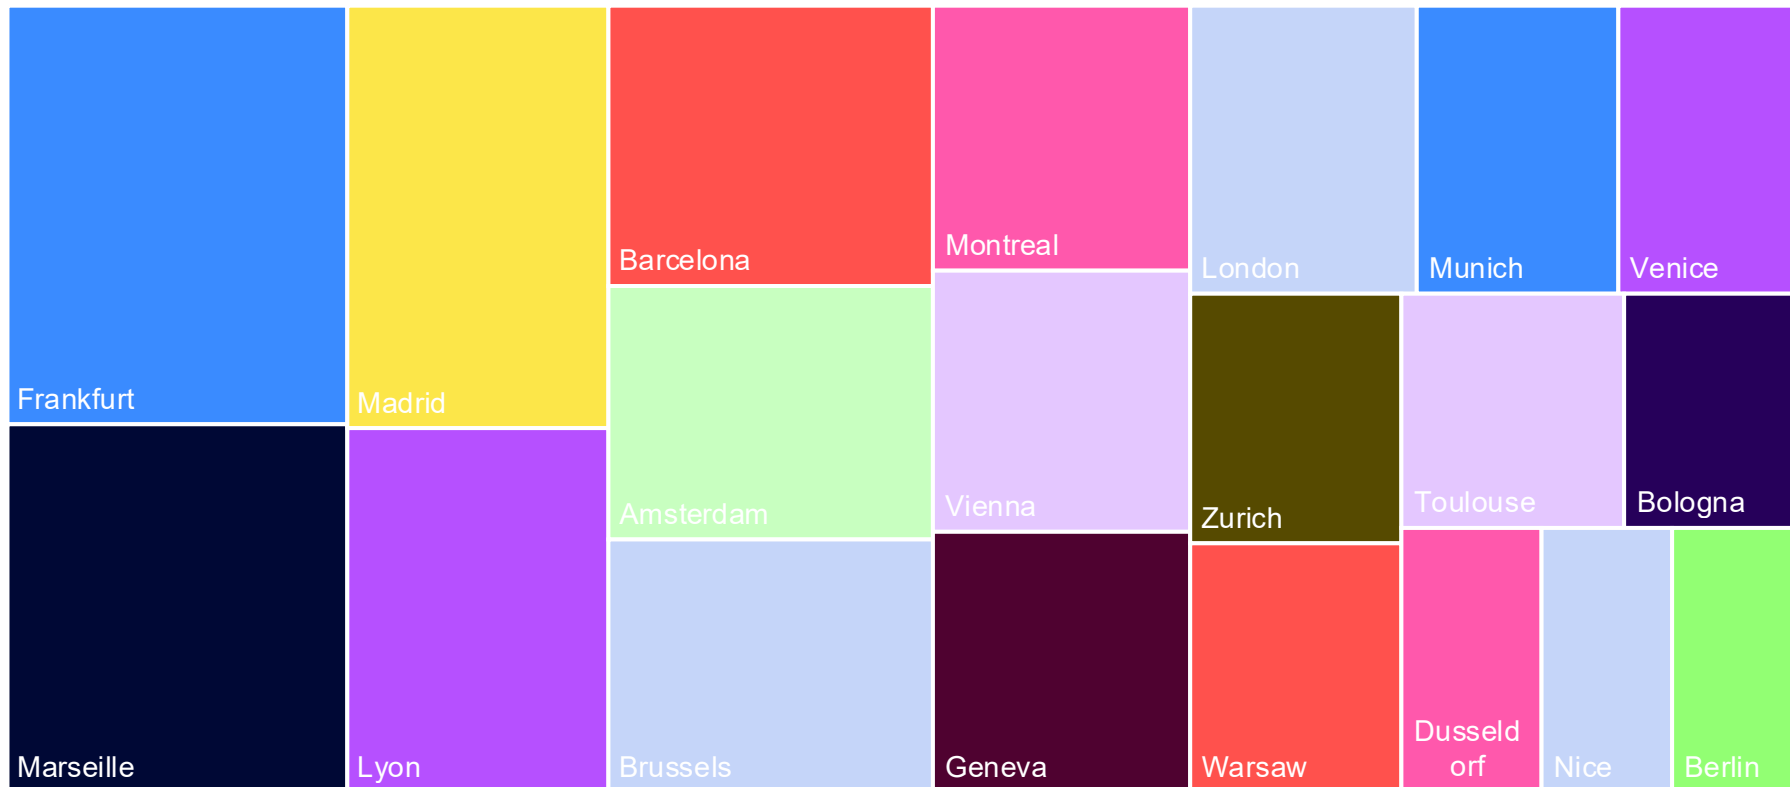 Frankfurt
Marseille
Madrid
Lyon
Barcelona
Amsterdam
Brussels
Montreal
Vienna
Geneva
London
Munich
Venice
Zurich
Warsaw
Toulouse
Bologna
Dusseld
orf
Nice
Berlin